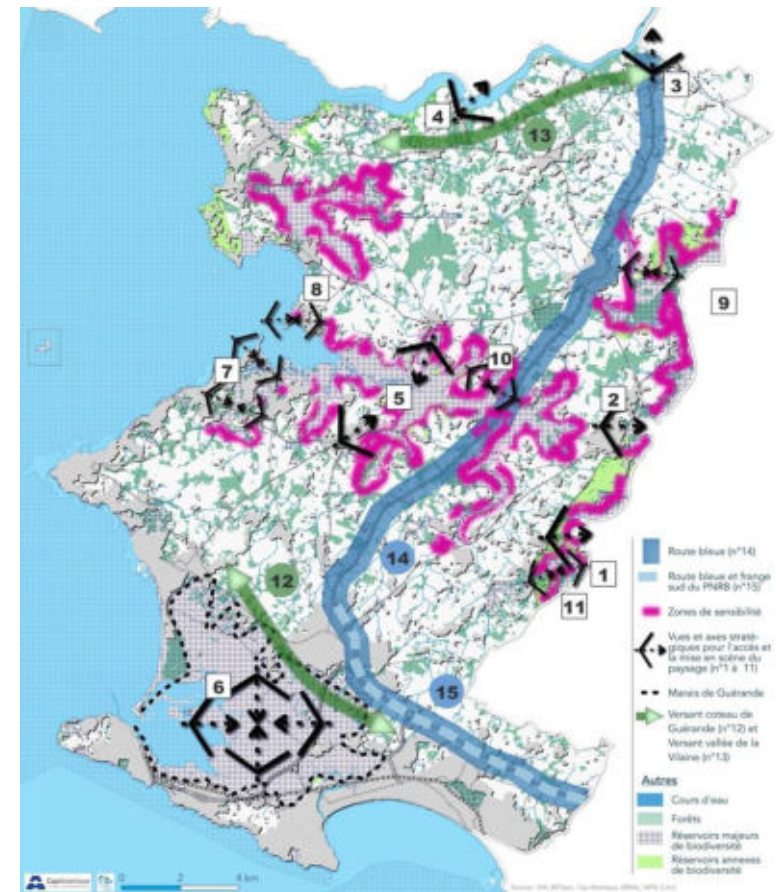 3
4
13
8
9
7
10
5
2
14
12
1
11
6
15
Route bleue (n°14)
Route bleue et frange
sud du PNRB (n°15)
Zones de sensibilité
Vues et axes straté-
giques pour l'accès et
la mise en scène du
paysage (n°1 à 11)
Marais de Guérande
Versant coteau de
Guérande (n°12) et
Versant vallée de la
Vilaine (n°13)
Autres
Cours d'eau
Forêts
Réservoirs majeurs
de biodiversité
Réservoirs annexes
de biodiversité
0 2 4 km